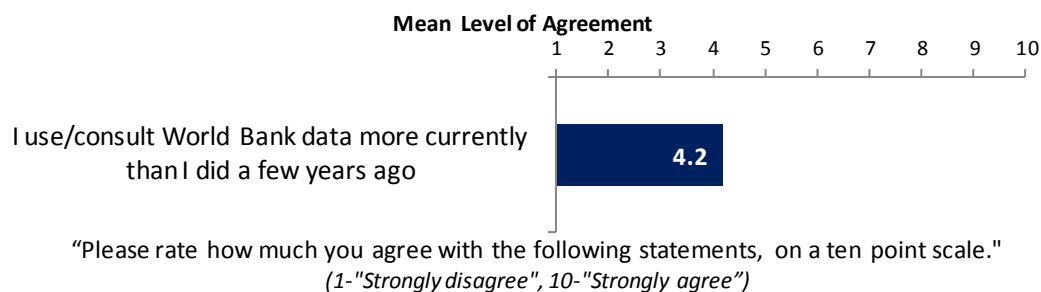 Mean Level of Agreement
1 2 3 4 5 6 7 8 9 10
I use/consult World Bank data more currently
than I did a few years ago
4.2
“Please rate how much you agree with the following statements, on a ten point scale."
(1-"Strongly disagree", 10-"Strongly agree”)